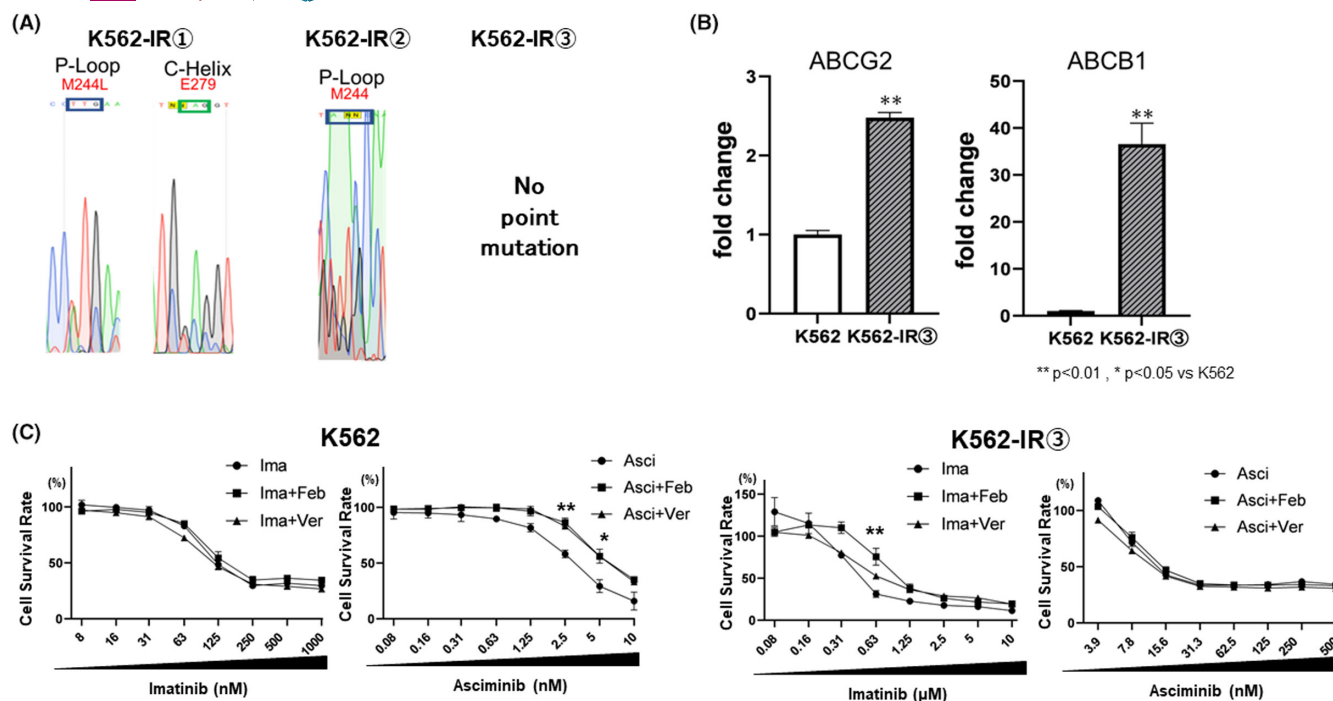 (A)
K562-IR①
K562-IR②
K562-IR③
P-Loop
M244L
C-Helix
E279
P-Loop
M244
No
point
mutation
(B)
ABCG2
fold change
3
2
1
0
**
K562 K562-IR③
ABCB1
fold change
50
40
30
20
10
0
**
K562 K562-IR③
** p<0.01 , * p<0.05 vs K562
(C)
K562
(%)
Cell Survival Rate
100
50
0
Ima
Ima+Feb
Ima+Ver
8 16 31 63 125 250 500 1000
Imatinib (nM)
(%)
Cell Survival Rate
100
50
0
Asci
Asci+Feb
Asci+Ver
**
*
0.08 0.16 0.31 0.63 1.25 2.5 5 10
Asciminib (nM)
K562-IR③
(%)
Cell Survival Rate
150
100
50
0
Ima
Ima+Feb
Ima+Ver
**
0.08 0.16 0.31 0.63 1.25 2.5 5 10
Imatinib (μM)
(%)
Cell Survival Rate
100
50
0
Asci
Asci+Feb
Asci+Ver
3.9 7.8 15.6 31.3 62.5 125 250
Asciminib (nM)